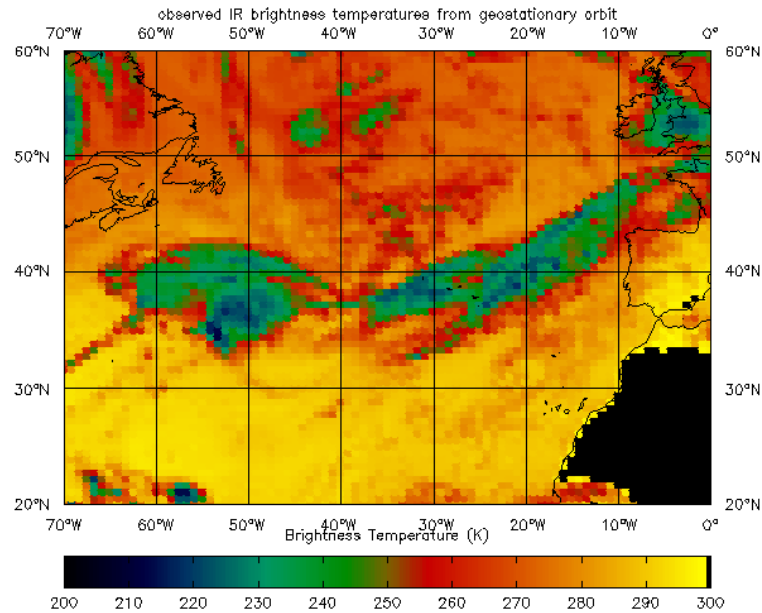 observed IR brightness temperatures from geostationary orbit
70°W 60°W 50°W 40°W 30°W 20°W 10°W 0°
60°N 60°N
50°N 50°N
40°N 40°N
30°N 30°N
20°N 20°N
70°W 60°W 50°W 40°W 30°W 20°W 10°W 0°
Brightness Temperature (K)
200 210 220 230 240 250 260 270 280 290 300